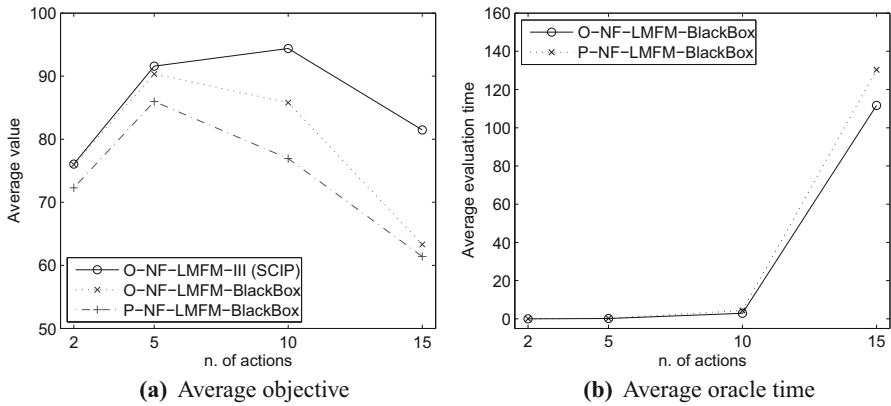 100
90
80
70
60
50
Average value
O-NF-LMFM-III (SCIP)
O-NF-LMFM-BlackBox
P-NF-LMFM-BlackBox
2 5 10 15
n. of actions
(a) Average objective
160
140
120
100
80
60
40
20
0
Average evaluation time
O-NF-LMFM-BlackBox
P-NF-LMFM-BlackBox
2 5 10 15
n. of actions
(b) Average oracle time